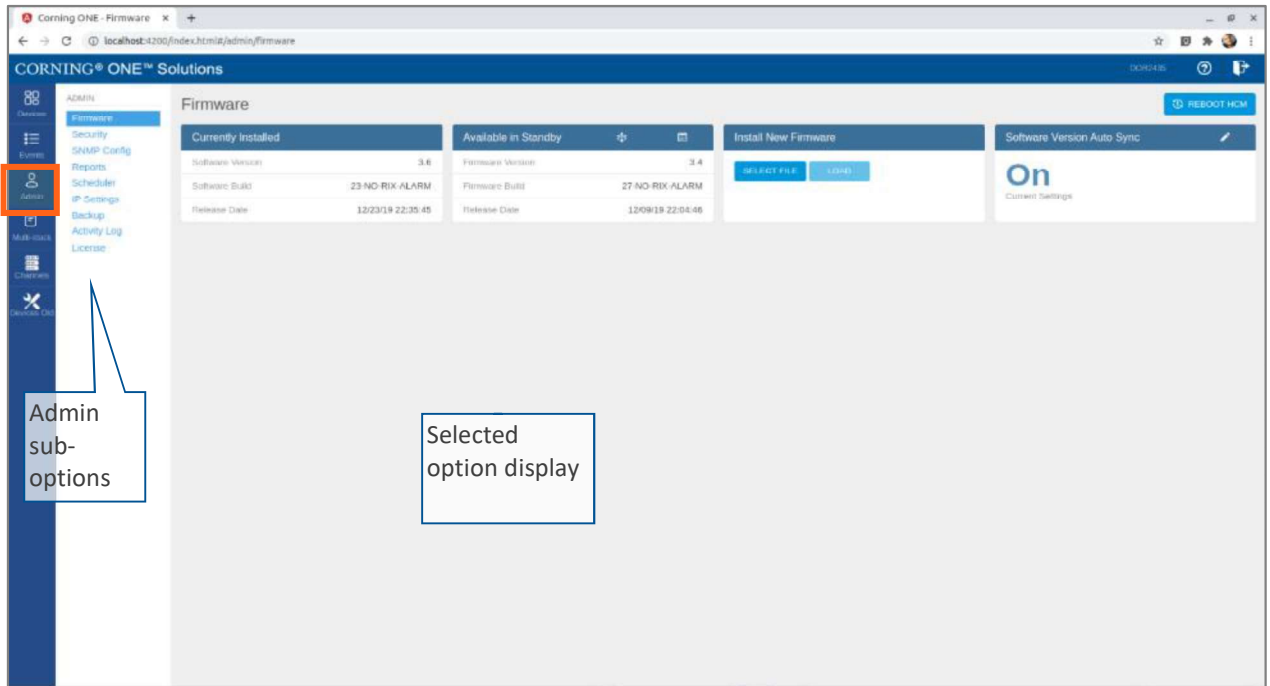 Corning ONE - Firmware
localhost:4200/index.html#/admin/firmware
CORNING® ONE™ Solutions
REBOOT HCM
Devices
Events
Admin
Multi-stack
Channels
Devices Old
ADMIN
Firmware
Security
SNMP Config
Reports
Scheduler
IP Settings
Backup
Activity Log
License
Firmware
Currently Installed
Software Version 3.6
Software Build 23-NO-RIX-ALARM
Release Date 12/23/19 22:35:45
Available in Standby
Firmware Version 3.4
Firmware Build 27-NO-RIX-ALARM
Release Date 12/09/19 22:04:46
Install New Firmware
SELECT FILE LOAD
Software Version Auto Sync
On
Current Settings
Admin
sub-
options
Selected
option display